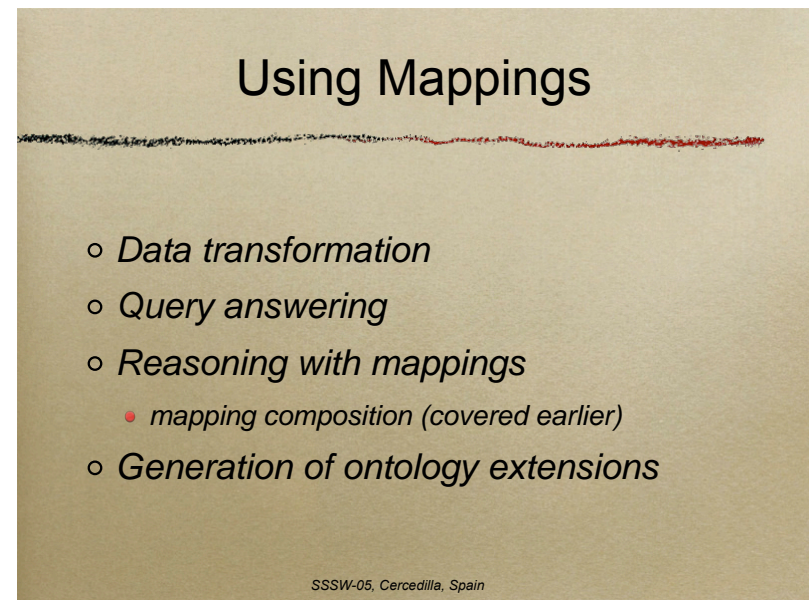 Using Mappings
Data transformation
Query answering
Reasoning with mappings
mapping composition (covered earlier)
Generation of ontology extensions
SSSW-05, Cercedilla, Spain